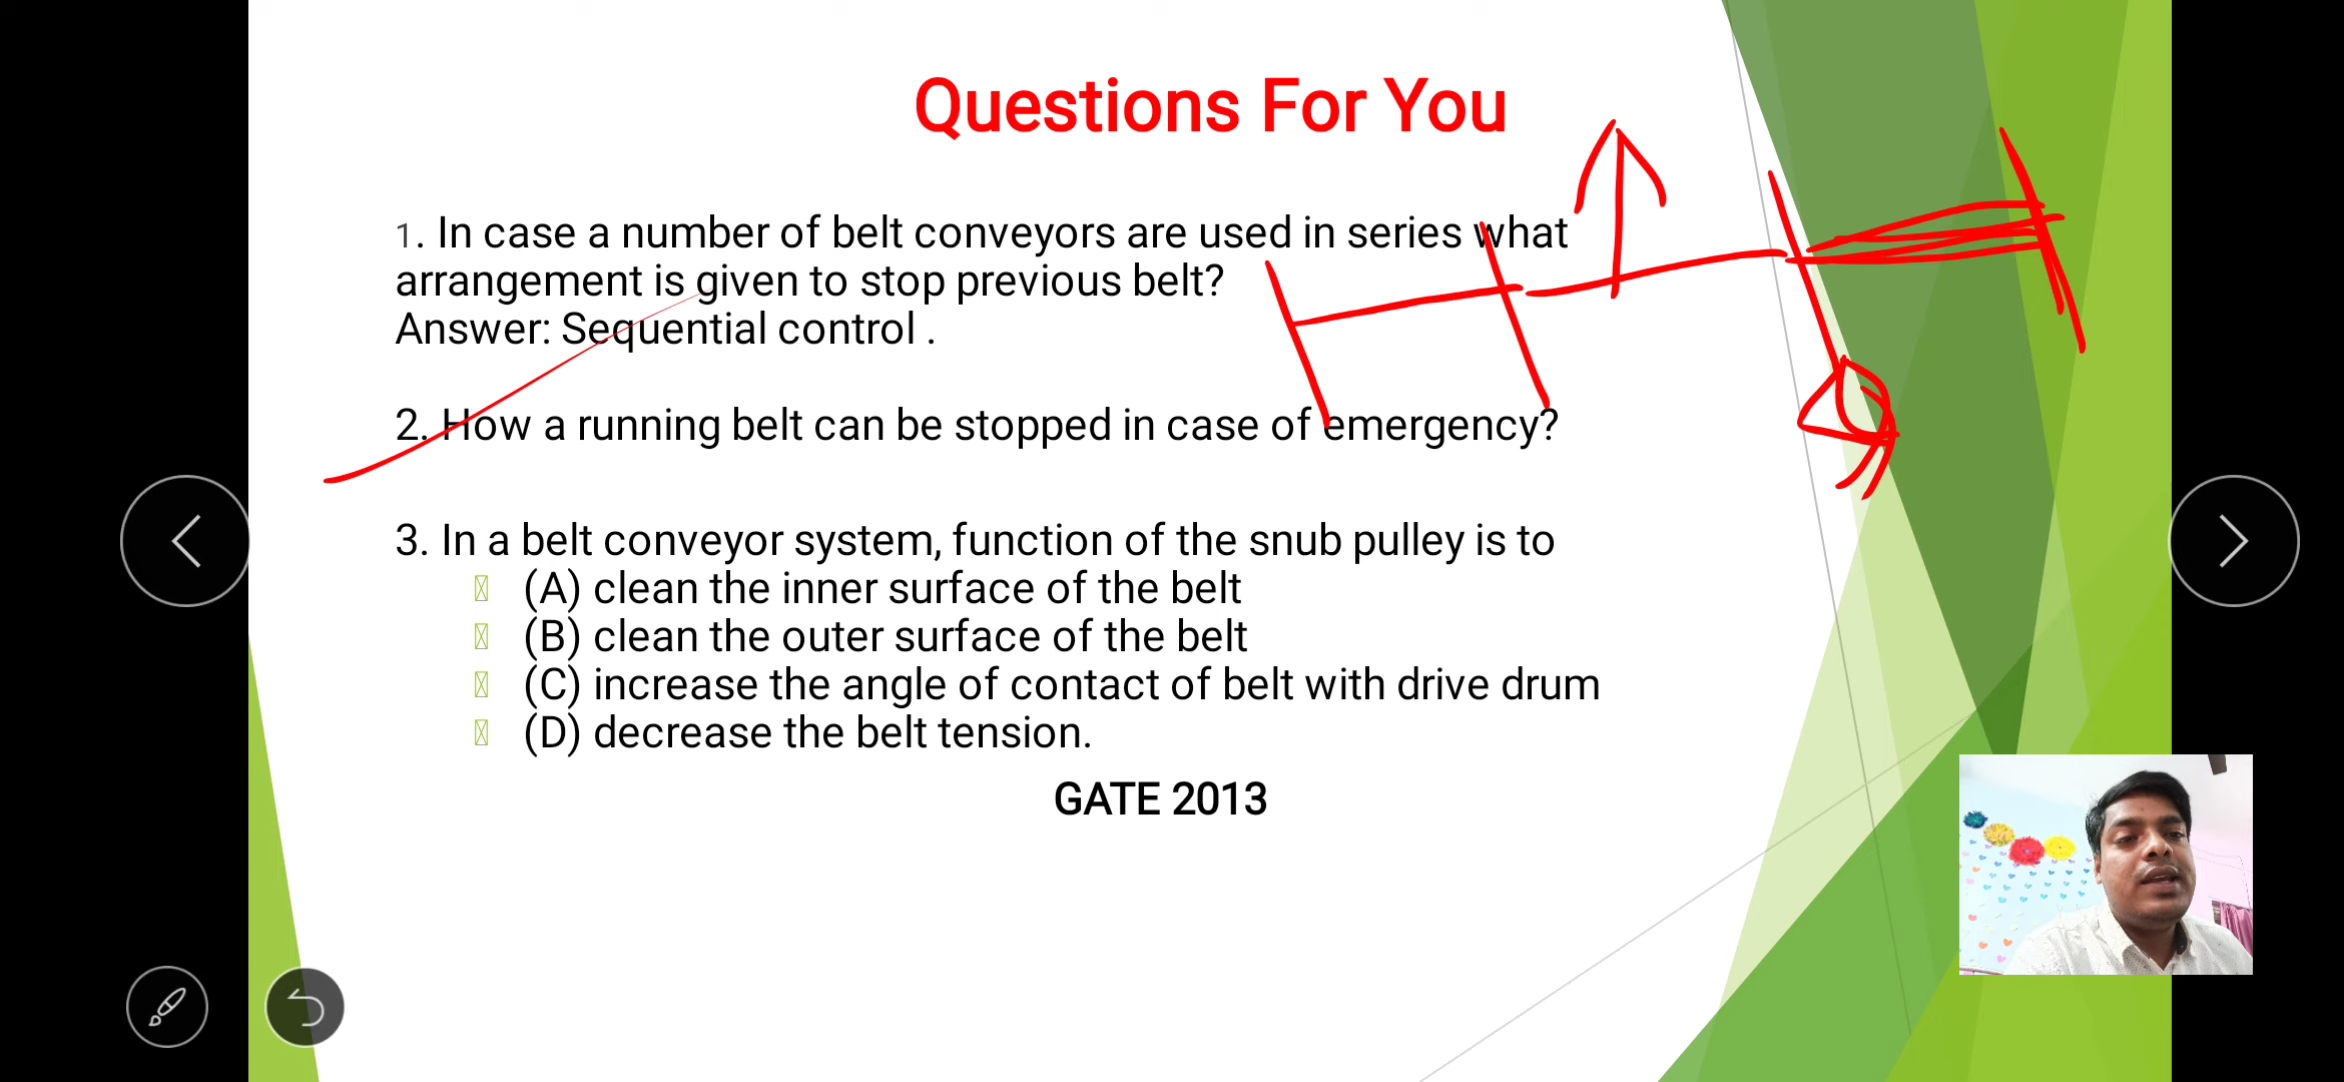 Questions For You
1. In case a number of belt conveyors are used in series what
arrangement is given to stop previous belt?
Answer: Sequential control .
2. How a running belt can be stopped in case of emergency?
3. In a belt conveyor system, function of the snub pulley is to
(A) clean the inner surface of the belt
(B) clean the outer surface of the belt
(C) increase the angle of contact of belt with drive drum
(D) decrease the belt tension.
GATE 2013